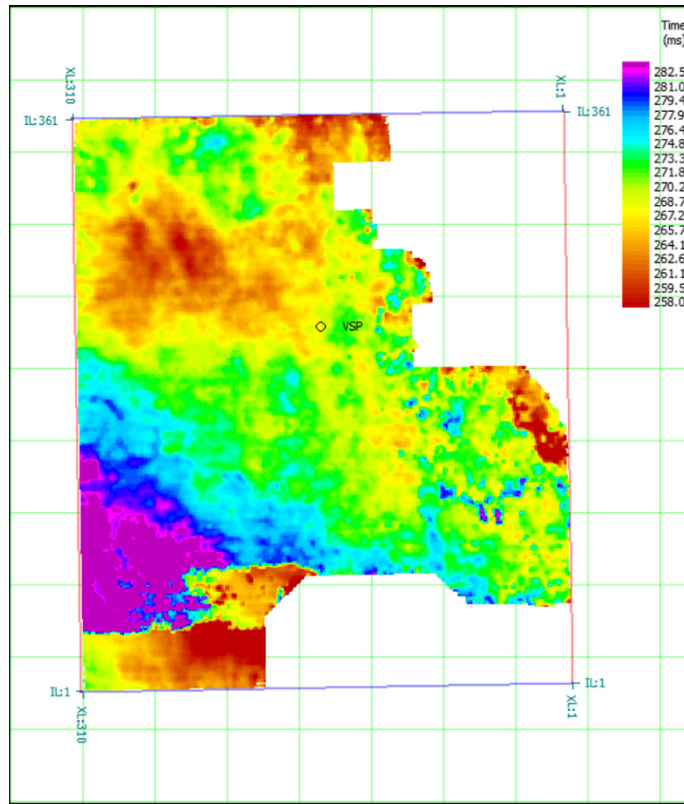 Time
(ms)
XL:310
XL:1
IL:361
IL:361
282.5
281.0
279.4
277.9
276.4
274.8
273.3
271.8
270.2
268.7
267.2
265.7
264.1
262.6
261.1
259.5
258.0
VSP
IL:1
IL:1
XL:310
XL:1